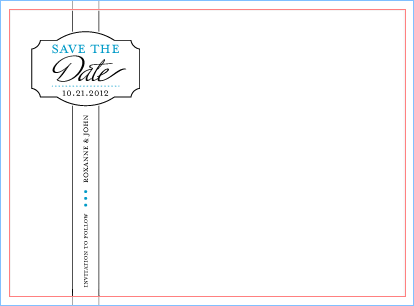 SAVE THE
Date
10.21.2012
ROXANNE & JOHN
INVITATION TO FOLLOW